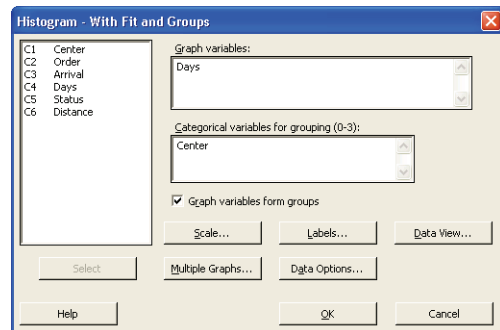 Histogram - With Fit and Groups
C1 Center
C2 Order
C3 Arrival
C4 Days
C5 Status
C6 Distance
Graph variables:
Days
Categorical variables for grouping (0-3):
Center
Graph variables form groups
Scale... Labels... Data View...
Select Multiple Graphs... Data Options...
Help OK Cancel